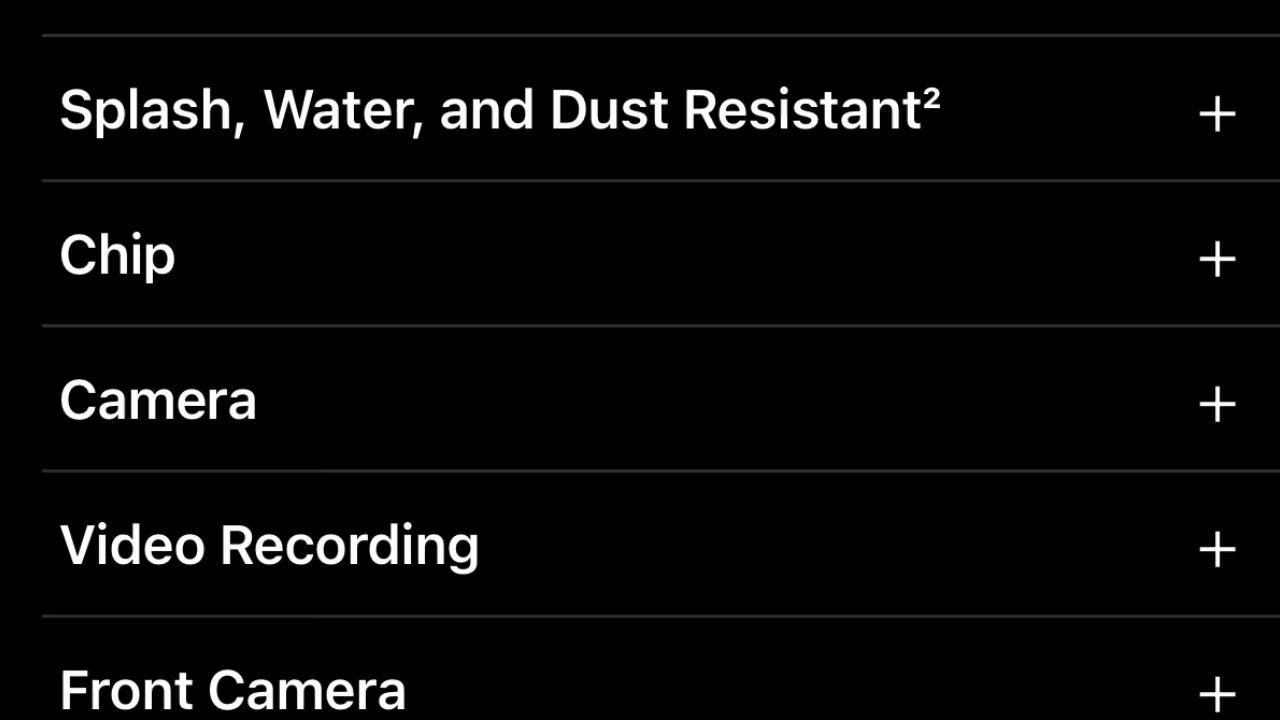 Splash, Water, and Dust Resistant²
Chip
Camera
Video Recording
Front Camera